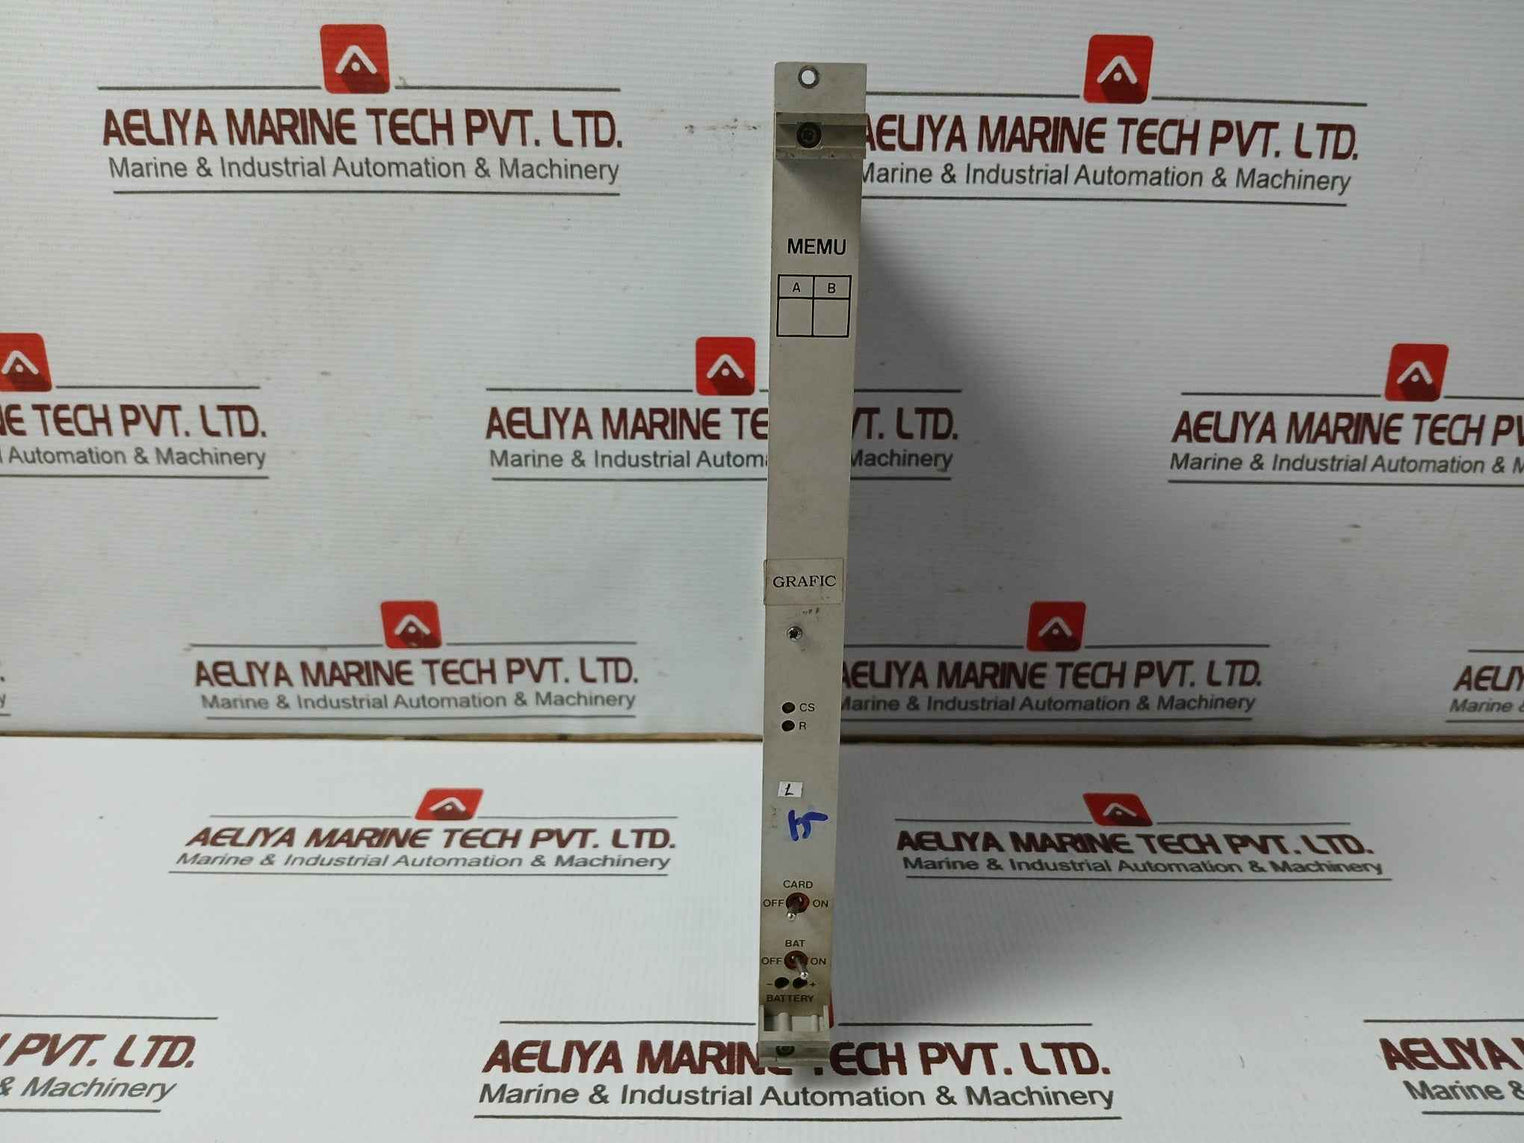 AELIYA MARINE TECH PVT. LTD.
Marine & Industrial Automation & Machinery
AELIYA MARINE TECH PVT. LTD.
Marine & Industrial Automation & Machinery
MEMU
A B
TECH PVT. LTD.
Automation & Machinery
AELIYA MARINE
Marine & Industrial
LTD.
Machinery
AELIYA MARINE TECH
Marine & Industrial Automation &
GRAFIC
AELIYA MARINE TECH PVT. LTD.
Marine & Industrial Automation & Machinery
AELIYA MARINE TECH PVT. LTD.
Marine & Industrial Automation & Machinery
Marine &
CS
R
AELIYA MARINE TECH PVT. LTD.
Marine & Industrial Automation & Machinery
AELIYA MARINE TECH PVT. LTD.
Marine & Industrial Automation & Machinery
CARD
OFF ON
BAT
OFF ON
- +
BATTERY
PVT. LTD.
& Machinery
AELIYA MARINE TECH PVT. LTD.
Marine & Industrial Automation & Machinery
AELIYA
Marine &